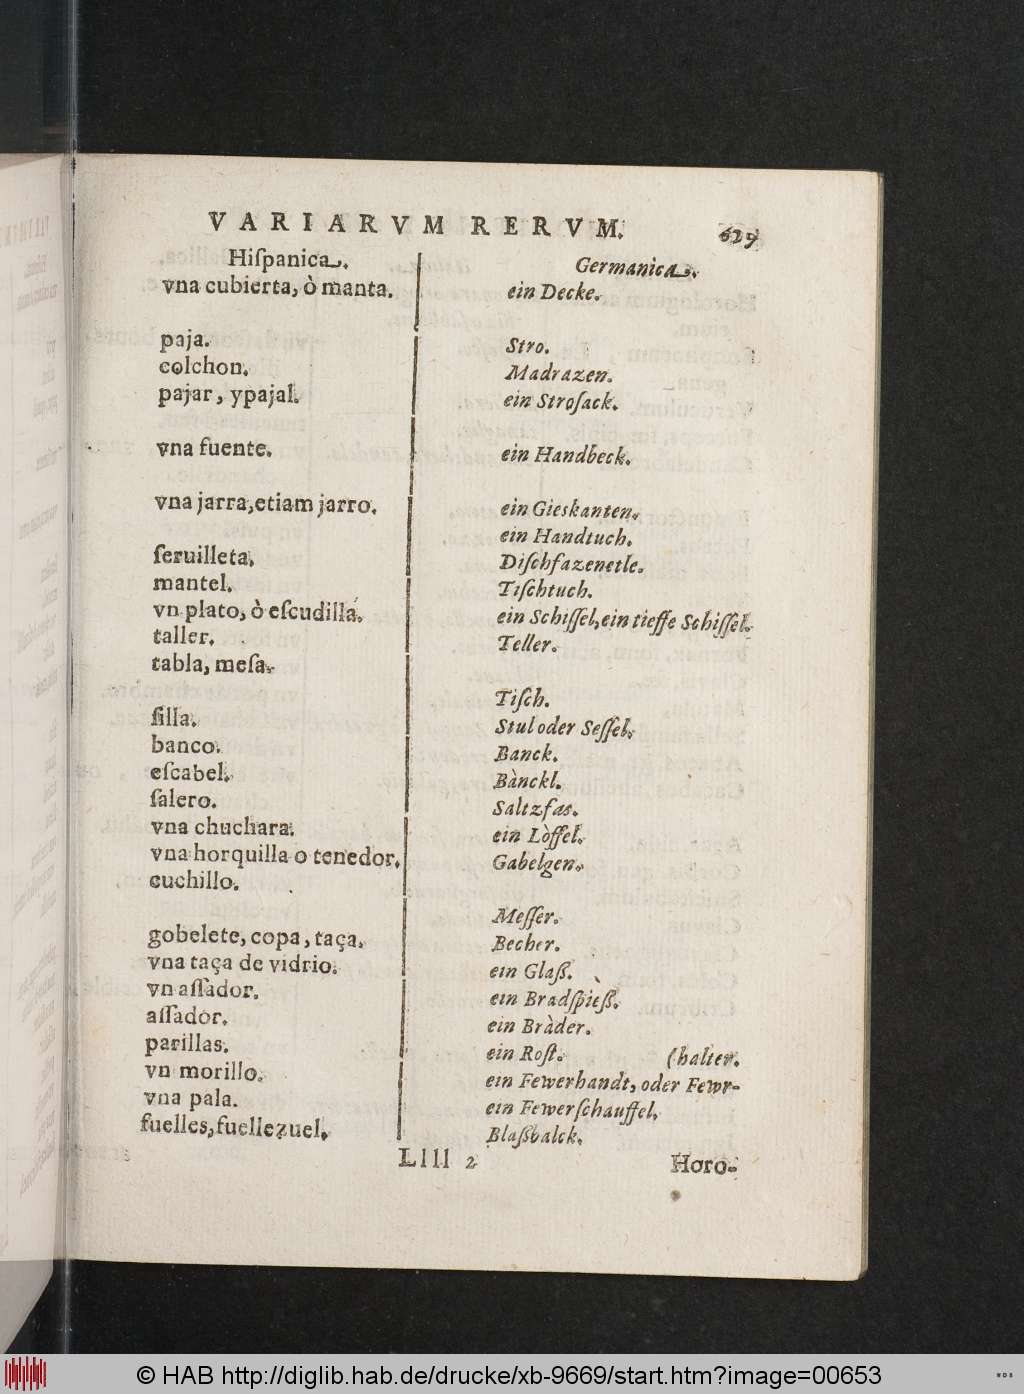 VARIARVM RERVM. 629
Hiſpanica.
vna cubierta, ò manta.
paja.
colchon.
pajar, ypajal.
vna fuente.
vna jarra, etiam jarro.
ſeruilleta.
mantel.
vn plato, ò eſcudilla.
taller.
tabla, meſa.
ſilla.
banco.
eſcabel.
ſalero.
vna chuchara.
vna horquilla o tenedor.
cuchillo.
gobelete, copa, taça.
vna taça de vidrio.
vn aſſador.
aſſador.
parillas.
vn morillo.
vna pala.
fuelles, fuellezuel.
Germanica.
ein Decke.
Stro.
Madrazen.
ein Stroſack.
ein Handbeck.
ein Gieskanten.
ein Handtuch.
Diſchfazenetle.
Tiſchtuch.
ein Schiſſel, ein tieffe Schiſſel.
Teller.
Tiſch.
Stul oder Seſſel.
Banck.
Bànckl.
Saltzfas.
ein Lòffel.
Gabelgen.
Meſſer.
Becher.
ein Glaß.
ein Bradſpieß.
ein Bràder.
ein Roſt. (halter.
ein Fewerhandt, oder Fewr-
ein Fewerſchauffel.
Blaßbalck.
Llll 2
Horo-
© HAB http://diglib.hab.de/drucke/xb-9669/start.htm?image=00653